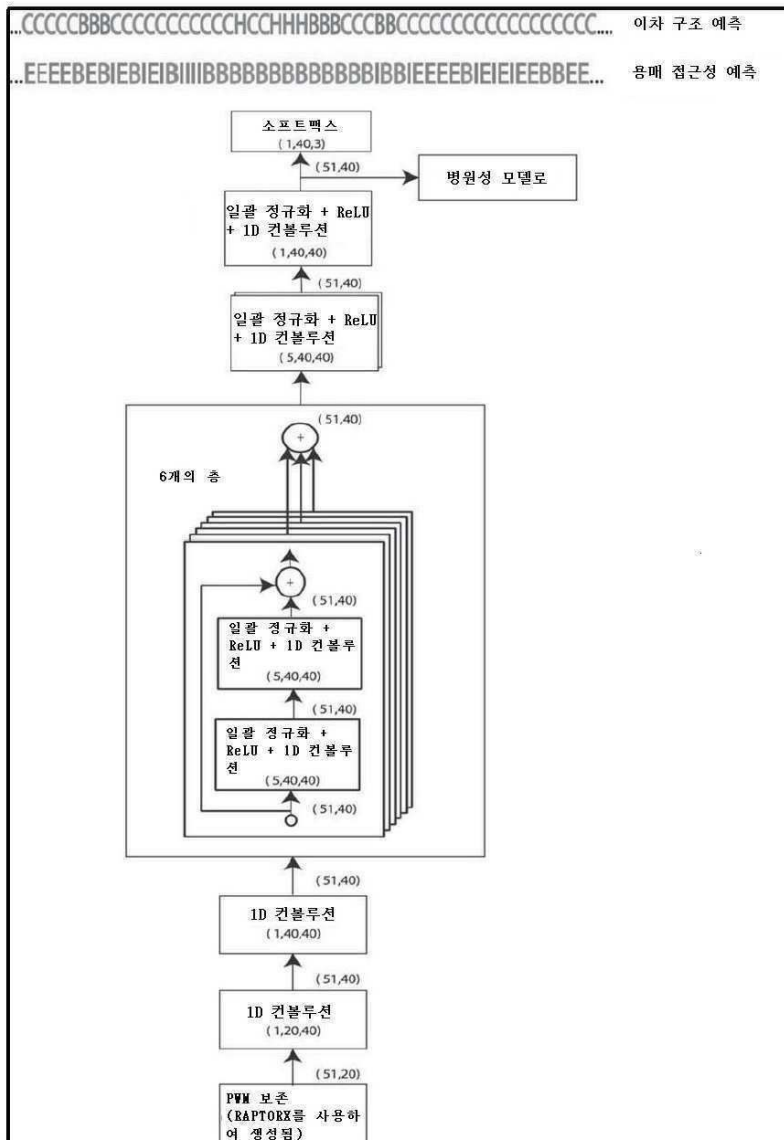 ...CCCCCBBBCCCCCCCCCCCCHCCHHHBBBCCCBBCCCCCCCCCCCCCCCCCC.... 이차 구조 예측
...EEEEBEBIEBIEIBIIIIBBBBBBBBBBBBBBBIBBIEEEEBIEIEIEEBBEE... 용매 접근성 예측
소프트맥스
(1,40,3)
(51,40)
병원성 모델로
일괄 정규화 + ReLU
+ 1D 컨볼루션
(1,40,40)
(51,40)
일괄 정규화 + ReLU
+ 1D 컨볼루션
(5,40,40)
(51,40)
+
6개의 층
+
(51,40)
일괄 정규화 +
ReLU + 1D 컨볼루
션
(5,40,40)
(51,40)
일괄 정규화 +
ReLU + 1D 컨볼루
션
(5,40,40)
(51,40)
(51,40)
1D 컨볼루션
(1,40,40)
(51,40)
1D 컨볼루션
(1,20,40)
(51,20)
PWM 보존
(RAPTORX를 사용하
여 생성됨)